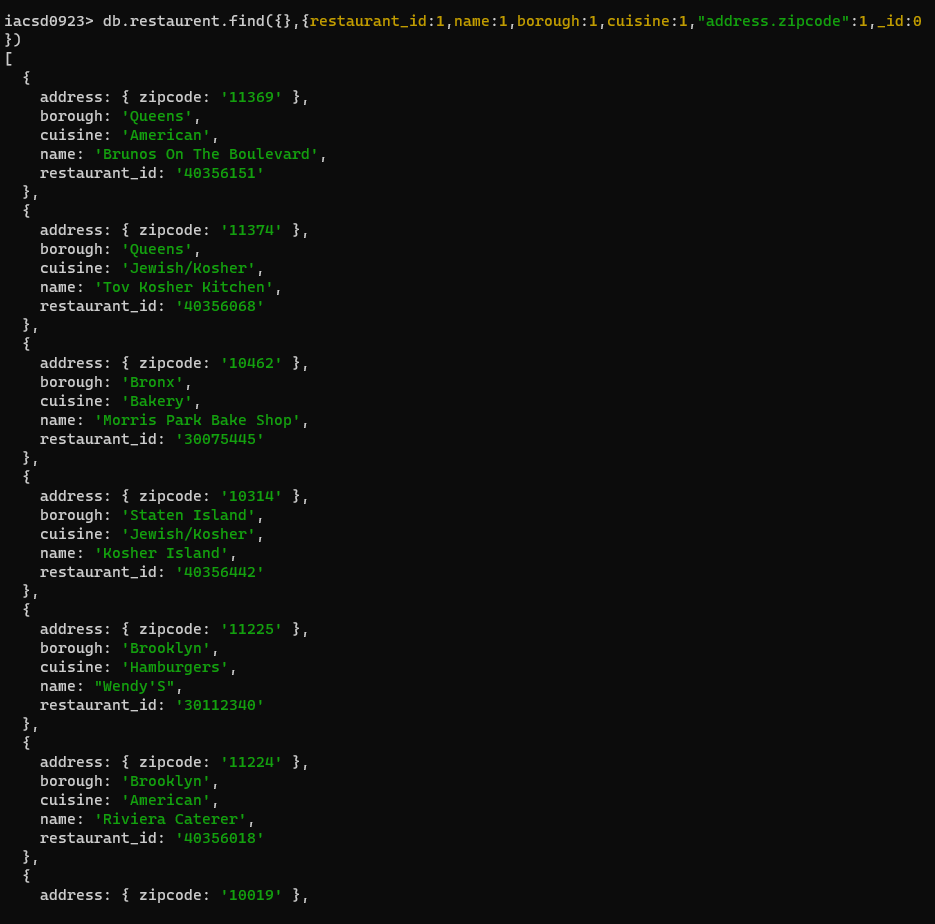 iacsd0923> db.restaurent.find({},{restaurant_id:1,name:1,borough:1,cuisine:1,"address.zipcode":1,_id:0
})
[
  {
    address: { zipcode: '11369' },
    borough: 'Queens',
    cuisine: 'American',
    name: 'Brunos On The Boulevard',
    restaurant_id: '40356151'
  },
  {
    address: { zipcode: '11374' },
    borough: 'Queens',
    cuisine: 'Jewish/Kosher',
    name: 'Tov Kosher Kitchen',
    restaurant_id: '40356068'
  },
  {
    address: { zipcode: '10462' },
    borough: 'Bronx',
    cuisine: 'Bakery',
    name: 'Morris Park Bake Shop',
    restaurant_id: '30075445'
  },
  {
    address: { zipcode: '10314' },
    borough: 'Staten Island',
    cuisine: 'Jewish/Kosher',
    name: 'Kosher Island',
    restaurant_id: '40356442'
  },
  {
    address: { zipcode: '11225' },
    borough: 'Brooklyn',
    cuisine: 'Hamburgers',
    name: "Wendy'S",
    restaurant_id: '30112340'
  },
  {
    address: { zipcode: '11224' },
    borough: 'Brooklyn',
    cuisine: 'American',
    name: 'Riviera Caterer',
    restaurant_id: '40356018'
  },
  {
    address: { zipcode: '10019' },